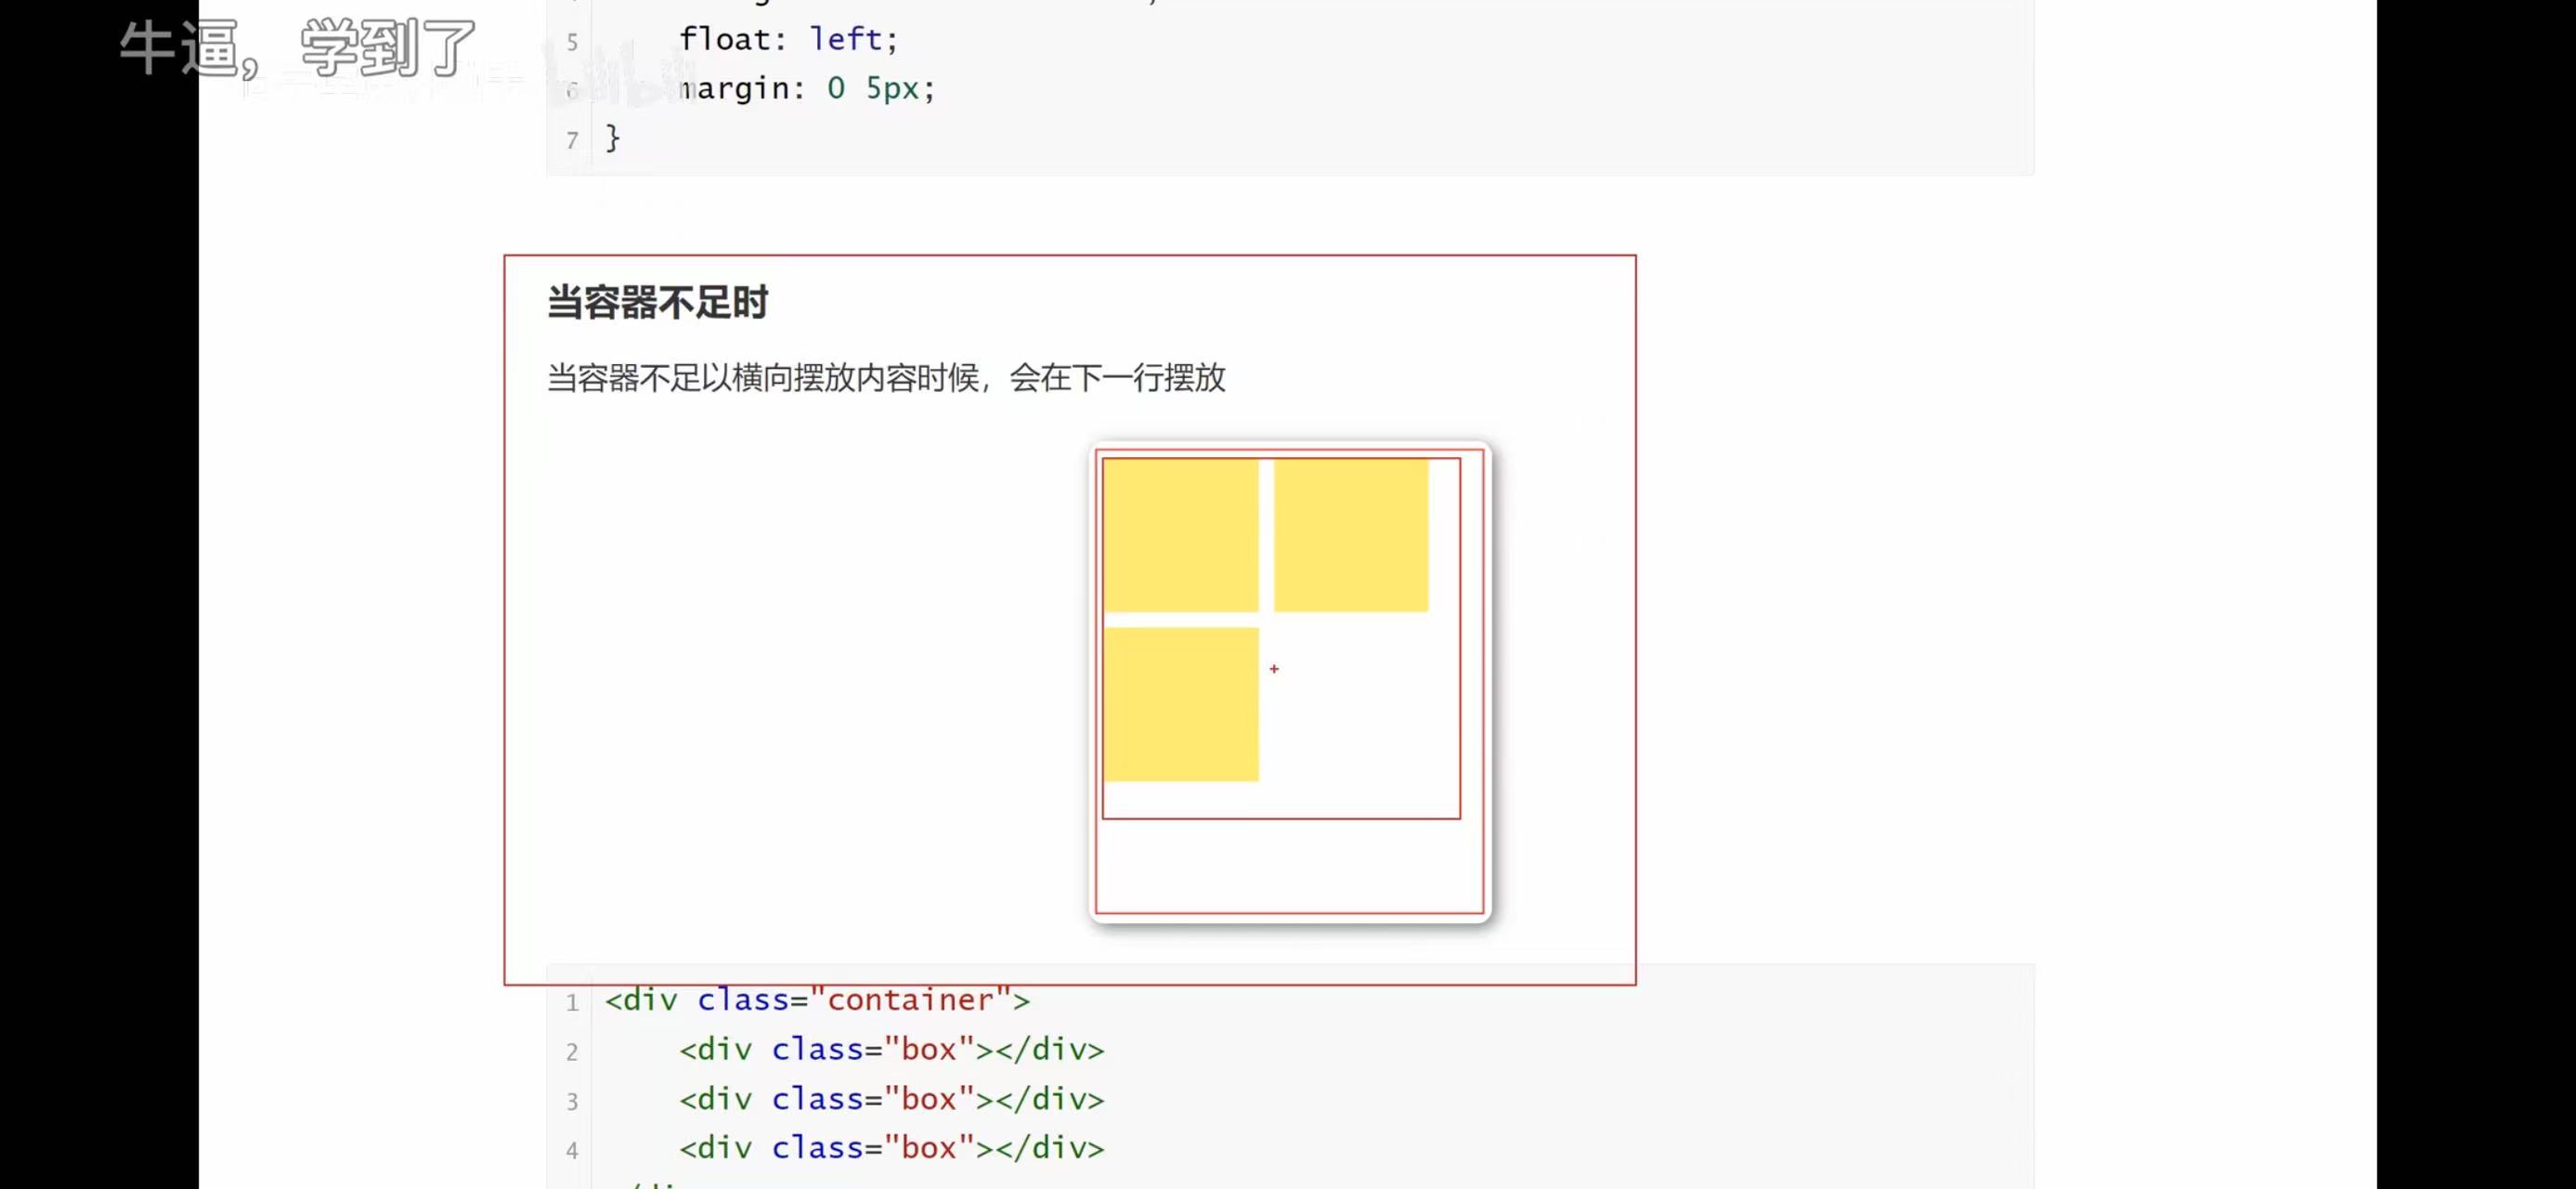 牛逼，学到了
5 float: left;
6 margin: 0 5px;
7 }
当容器不足时
当容器不足以横向摆放内容时候，会在下一行摆放
1 <div class="container">
2 <div class="box"></div>
3 <div class="box"></div>
4 <div class="box"></div>